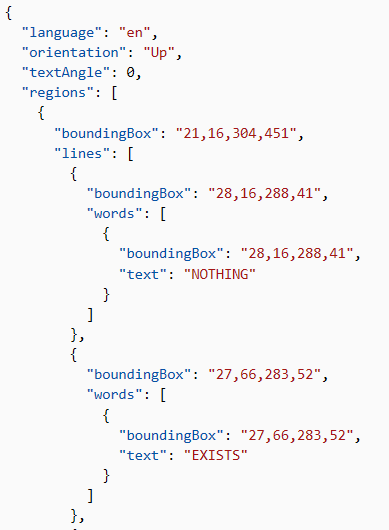 {
"language": "en",
"orientation": "Up",
"textAngle": 0,
"regions": [
{
"boundingBox": "21,16,304,451",
"lines": [
{
"boundingBox": "28,16,288,41",
"words": [
{
"boundingBox": "28,16,288,41",
"text": "NOTHING"
}
]
},
{
"boundingBox": "27,66,283,52",
"words": [
{
"boundingBox": "27,66,283,52",
"text": "EXISTS"
}
]
},